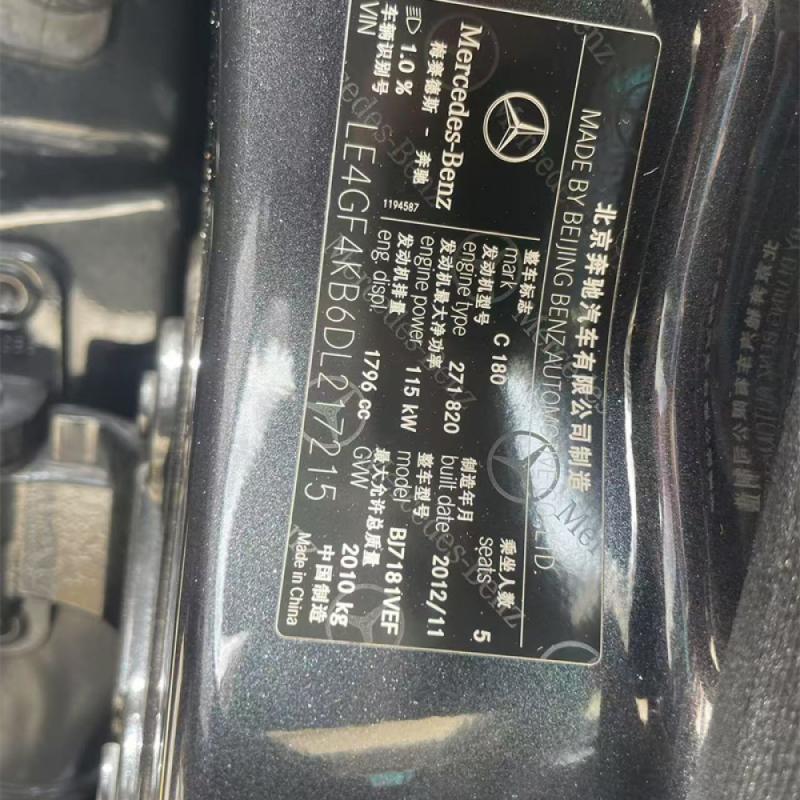 北京奔驰汽车有限公司制造
MADE BY BEIJING BENZ AUTOMOTIVE CO.,LTD.
Mercedes-Benz
梅赛德斯 - 奔驰
1194587
1.0 %
整车标志
mark C 180
乘坐人数
seats 5
发动机型号
engine type 271 820
制造年月
built date 2012/11
发动机最大净功率
engine power 115 kW
整车型号
model BJ7181VEF
发动机排量
eng. displ. 1796 cc
最大允许总质量
GVW 2010 kg
车辆识别号
VIN LE4GF4KB6DL217215
中国制造
Made in China